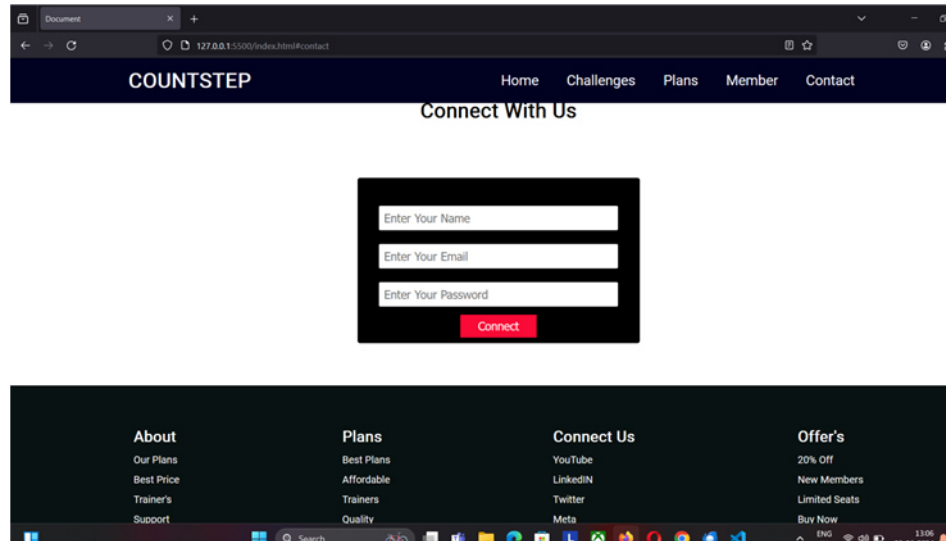 Document
127.0.0.1:5500/index.html#contact
COUNTSTEP Home Challenges Plans Member Contact
Connect With Us
Enter Your Name
Enter Your Email
Enter Your Password
Connect
About Plans Connect Us Offer's
Our Plans Best Plans YouTube 20% Off
Best Price Affordable LinkedIN New Members
Trainer's Trainers Twitter Limited Seats
Support Quality Meta Buy Now
Search ENG 13:06